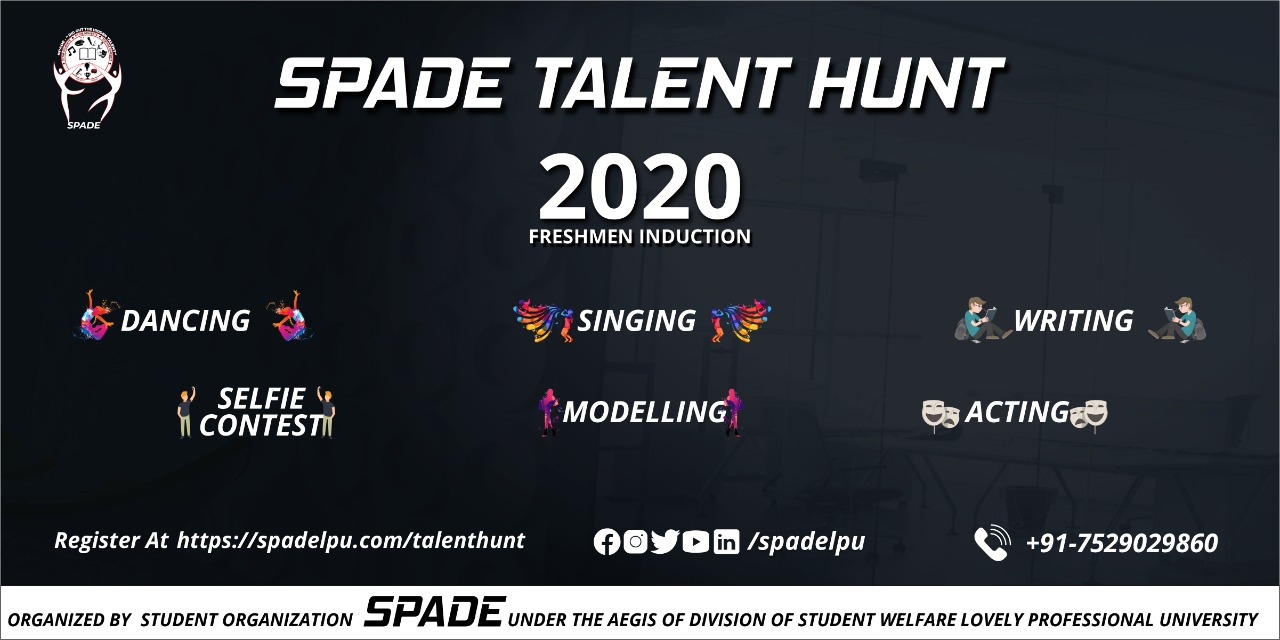 SPADE
SPADE TALENT HUNT
2020
FRESHMEN INDUCTION
DANCING
SINGING
WRITING
SELFIE
CONTEST
MODELLING
ACTING
Register At https://spadelpu.com/talenthunt
/spadelpu
+91-7529029860
ORGANIZED BY STUDENT ORGANIZATION SPADE UNDER THE AEGIS OF DIVISION OF STUDENT WELFARE LOVELY PROFESSIONAL UNIVERSITY